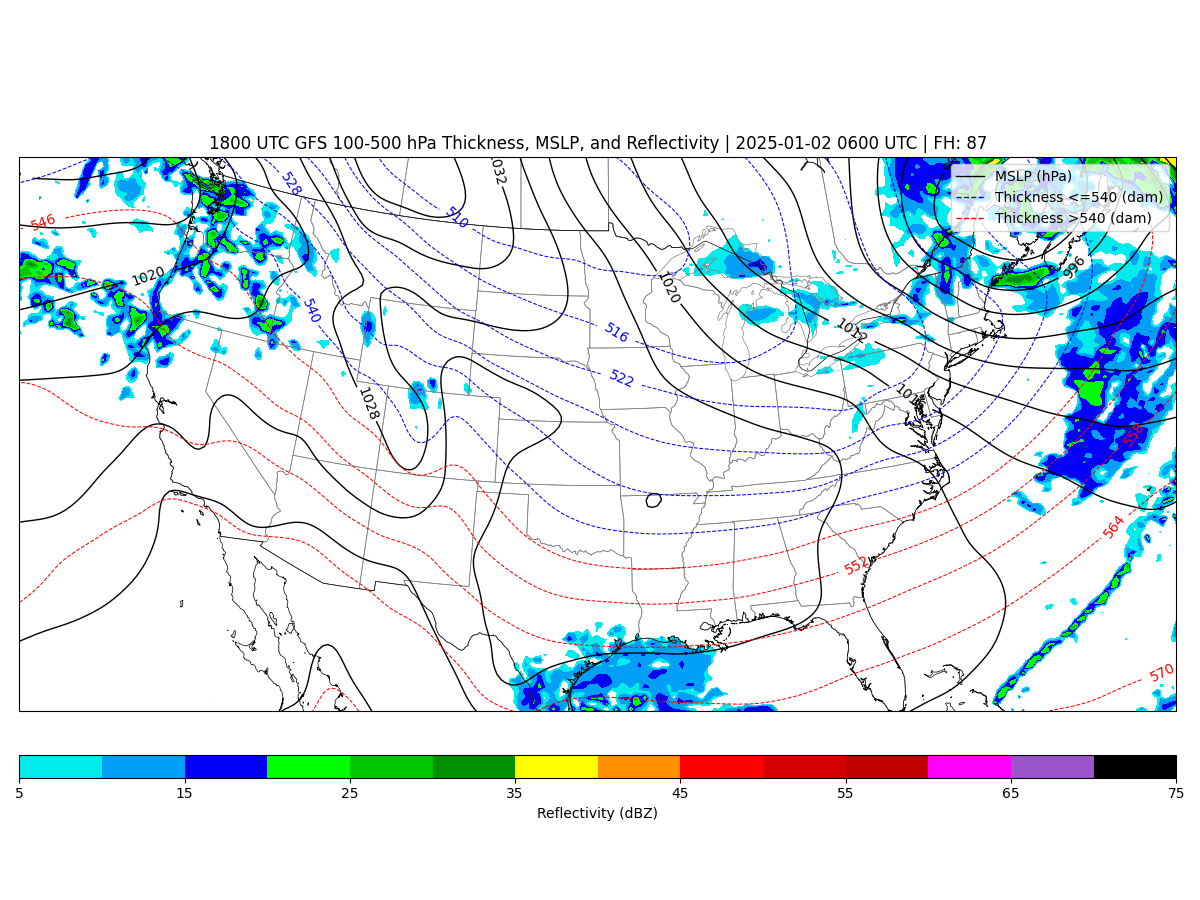 1800 UTC GFS 100-500 hPa Thickness, MSLP, and Reflectivity | 2025-01-02 0600 UTC | FH: 87
MSLP (hPa)
Thickness <=540 (dam)
Thickness >540 (dam)
528
1032
510
546
1020
996
1020
540
516
1012
522
1028
558
564
552
570
5 15 25 35 45 55 65 75
Reflectivity (dBZ)